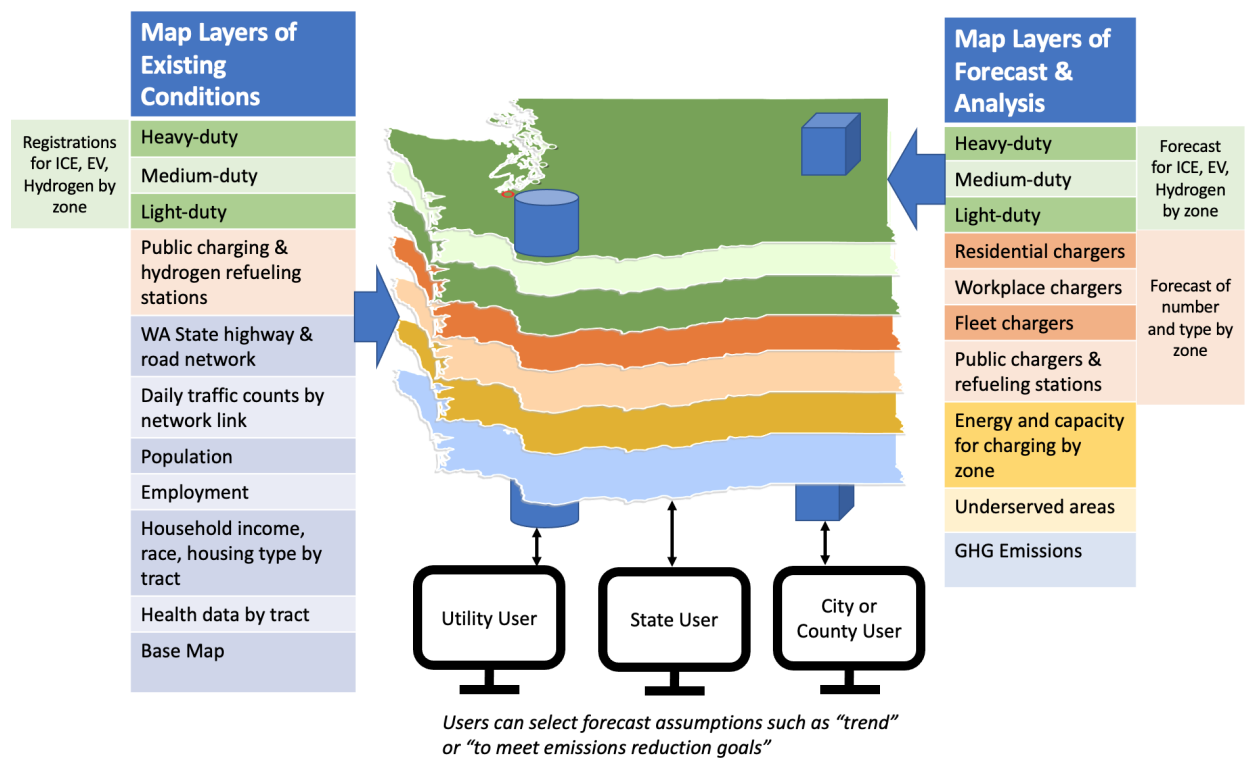 Map Layers of
Existing
Conditions
Registrations
for ICE, EV,
Hydrogen by
zone
Heavy-duty
Medium-duty
Light-duty
Public charging &
hydrogen refueling
stations
WA State highway &
road network
Daily traffic counts by
network link
Population
Employment
Household income,
race, housing type by
tract
Health data by tract
Base Map
Map Layers of
Forecast &
Analysis
Heavy-duty
Medium-duty
Light-duty
Forecast
for ICE, EV,
Hydrogen
by zone
Residential chargers
Workplace chargers
Fleet chargers
Public chargers &
refueling stations
Forecast of
number
and type by
zone
Energy and capacity
for charging by
zone
Underserved areas
GHG Emissions
Utility User
State User
City or
County User
Users can select forecast assumptions such as “trend”
or “to meet emissions reduction goals”